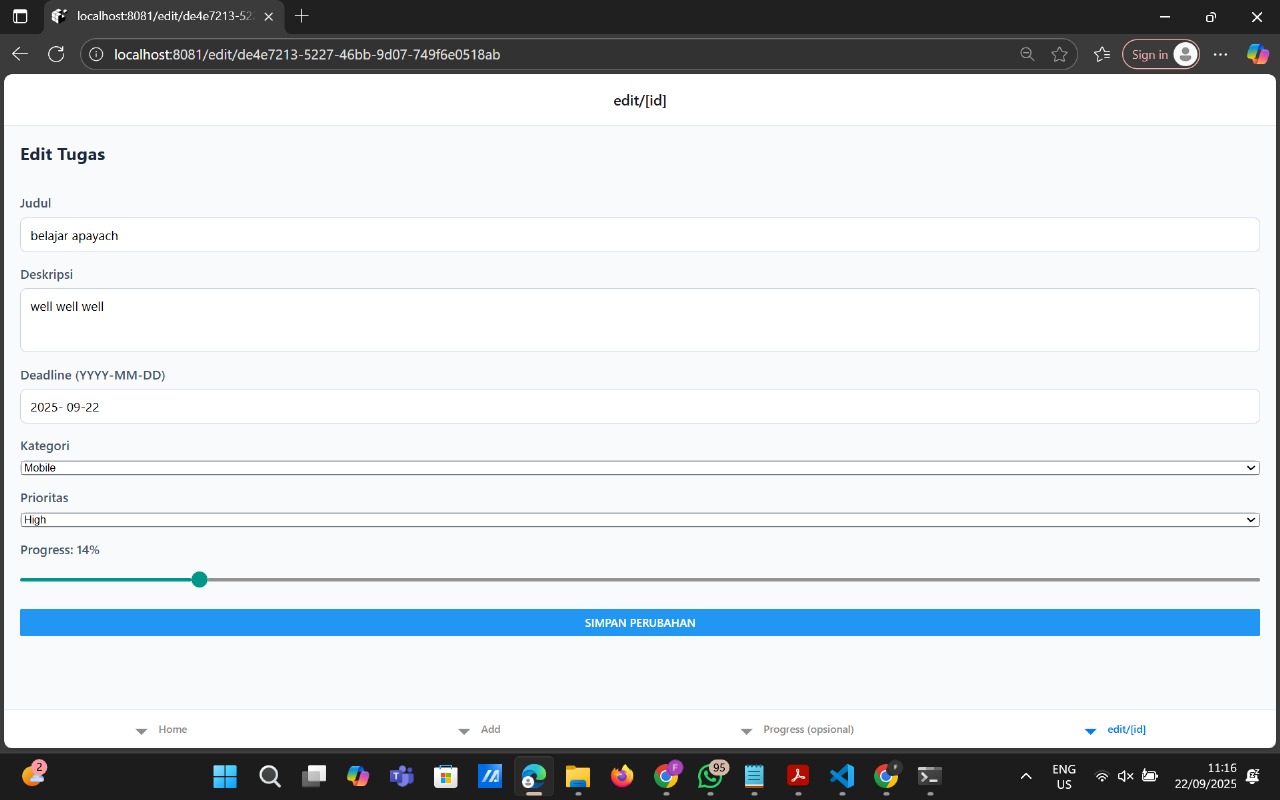 localhost:8081/edit/de4e7213-52
localhost:8081/edit/de4e7213-5227-46bb-9d07-749f6e0518ab
Sign in
edit/[id]
Edit Tugas
Judul
belajar apayach
Deskripsi
well well well
Deadline (YYYY-MM-DD)
2025- 09-22
Kategori
Mobile
Prioritas
High
Progress: 14%
SIMPAN PERUBAHAN
Home
Add
Progress (opsional)
edit/[id]
2
F
95
ENG
US
11:16
22/09/2025